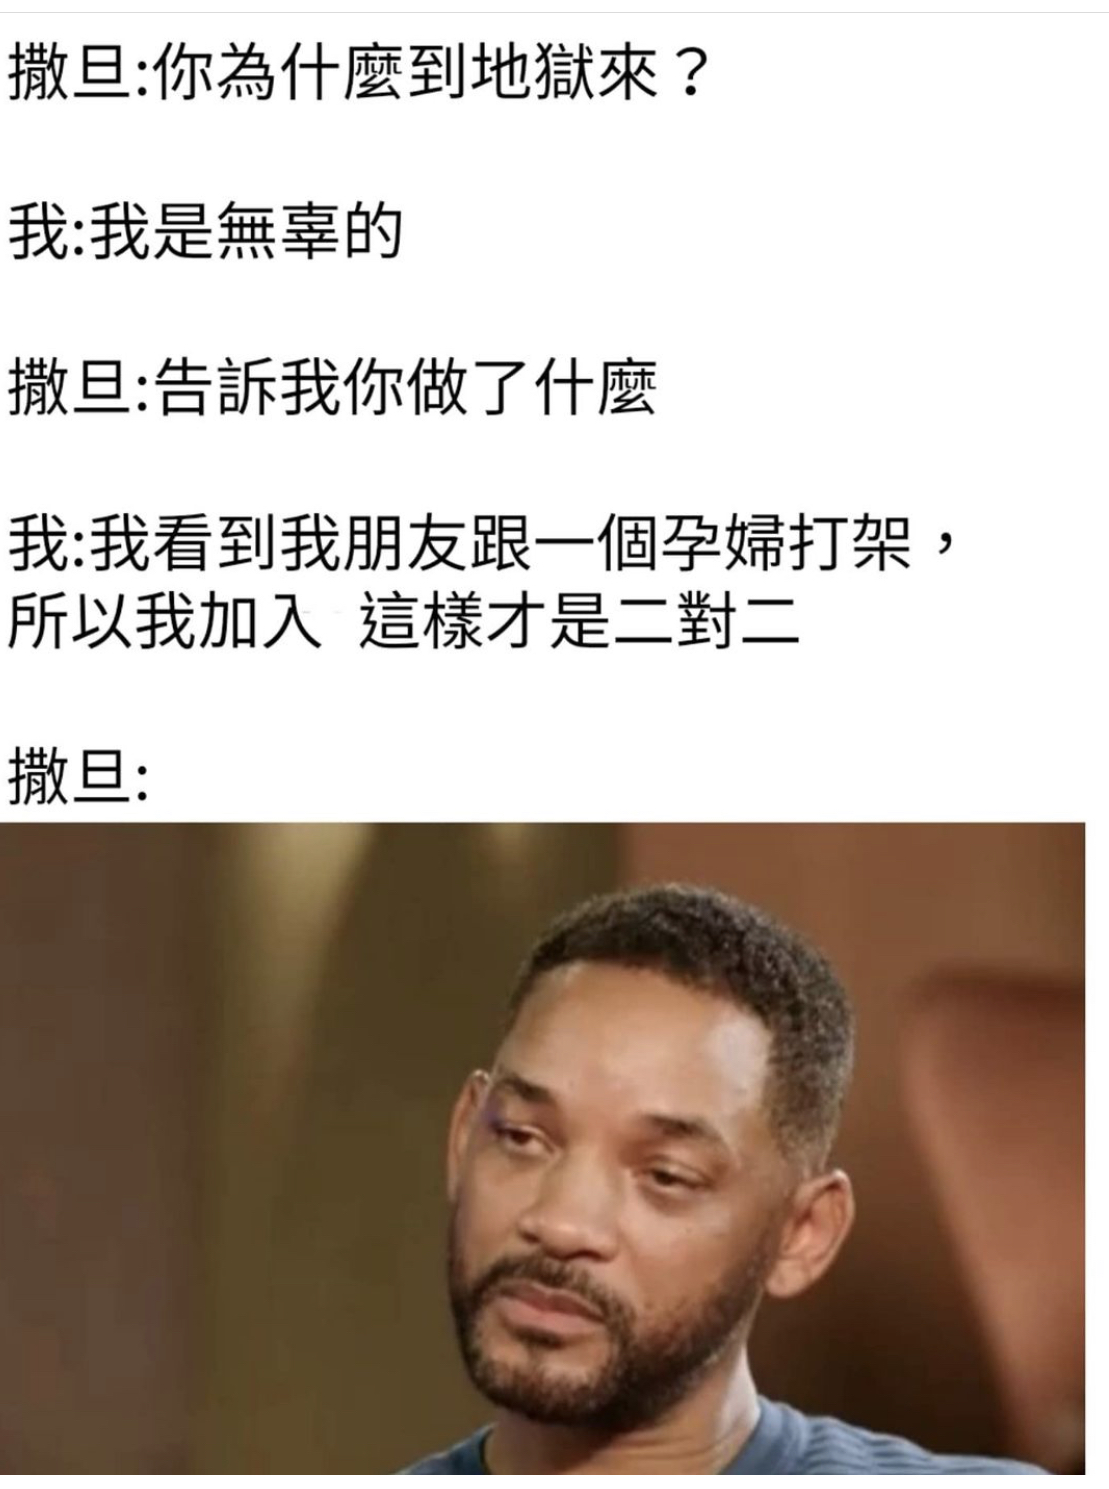 撒旦:你為什麼到地獄來？
我:我是無辜的
撒旦:告訴我你做了什麼
我:我看到我朋友跟一個孕婦打架，
所以我加入 這樣才是二對二
撒旦: